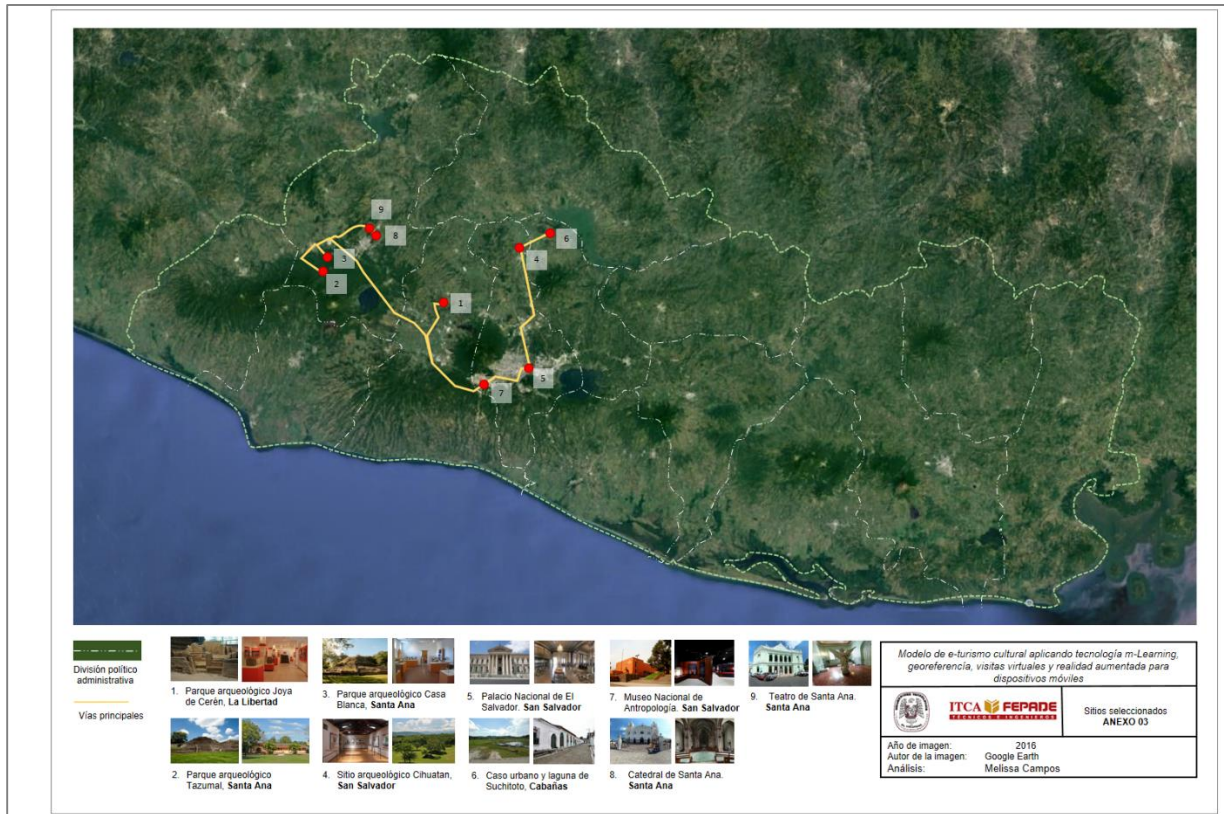 9
8
3
2
1
4
6
5
7
División político
administrativa
Vías principales
1. Parque arqueológico Joya
de Cerén, La Libertad
2. Parque arqueológico
Tazumal, Santa Ana
3. Parque arqueológico Casa
Blanca, Santa Ana
4. Sitio arqueológico Cihuatan,
San Salvador
5. Palacio Nacional de El
Salvador. San Salvador
6. Caso urbano y laguna de
Suchitoto, Cabañas
7. Museo Nacional de
Antropología. San Salvador
8. Catedral de Santa Ana.
Santa Ana
9. Teatro de Santa Ana.
Santa Ana
Modelo de e-turismo cultural aplicando tecnología m-Learning,
georeferencia, visitas virtuales y realidad aumentada para
dispositivos móviles
ITCA FEPADE
TÉCNICOS E INGENIEROS
Sitios seleccionados
ANEXO 03
Año de imagen: 2016
Autor de la imagen: Google Earth
Análisis: Melissa Campos